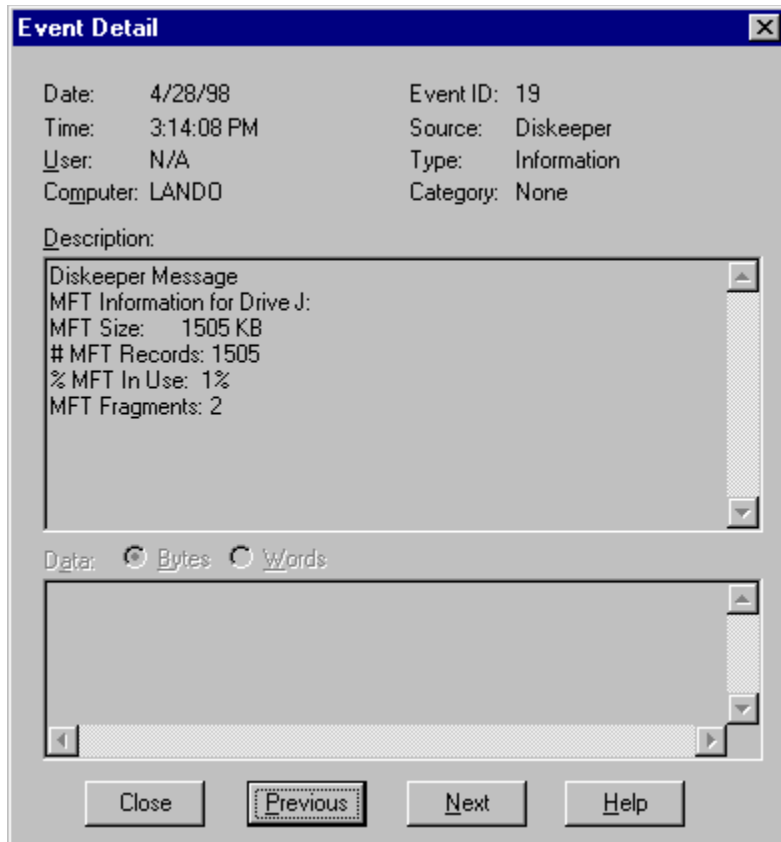 Event Detail
Date: 4/28/98 Event ID: 19
Time: 3:14:08 PM Source: Diskeeper
User: N/A Type: Information
Computer: LANDO Category: None
Description:
Diskeeper Message
MFT Information for Drive J:
MFT Size: 1505 KB
# MFT Records: 1505
% MFT In Use: 1%
MFT Fragments: 2
Data: Bytes Words
Close Previous Next Help